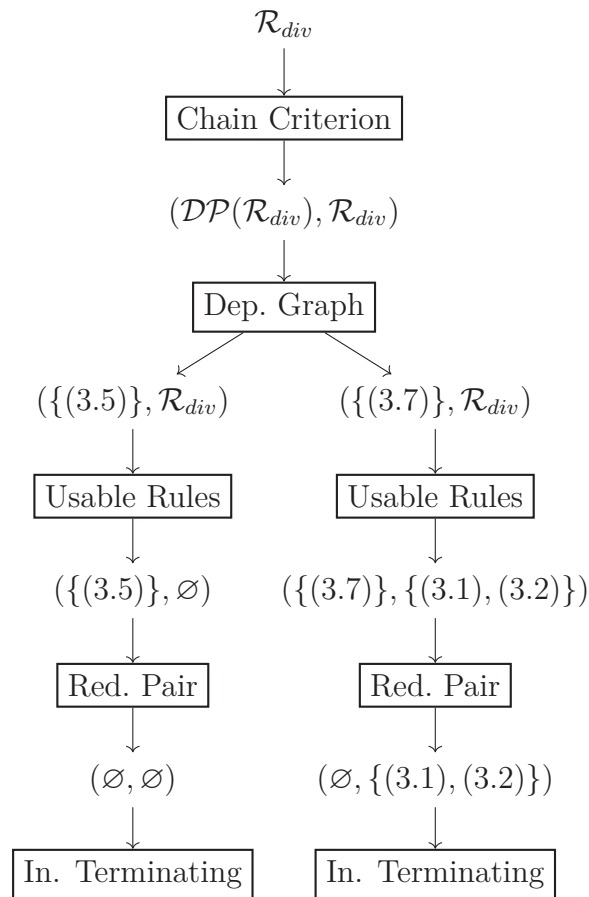 ℛ_div
Chain Criterion
(𝒟𝒫(ℛ_div), ℛ_div)
Dep. Graph
({(3.5)}, ℛ_div) ({(3.7)}, ℛ_div)
Usable Rules Usable Rules
({(3.5)}, ∅) ({(3.7)}, {(3.1), (3.2)})
Red. Pair Red. Pair
(∅, ∅) (∅, {(3.1), (3.2)})
In. Terminating In. Terminating